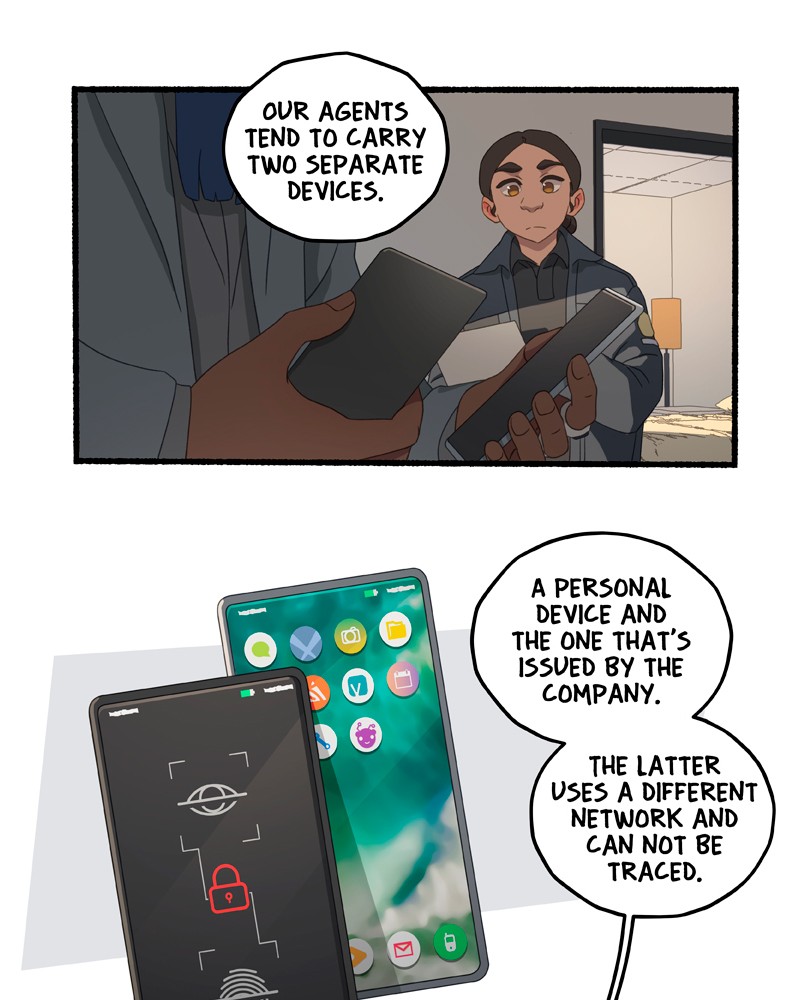 OUR AGENTS
TEND TO CARRY
TWO SEPARATE
DEVICES.
A PERSONAL
DEVICE AND
THE ONE THAT'S
ISSUED BY THE
COMPANY.
THE LATTER
USES A DIFFERENT
NETWORK AND
CAN NOT BE
TRACED.